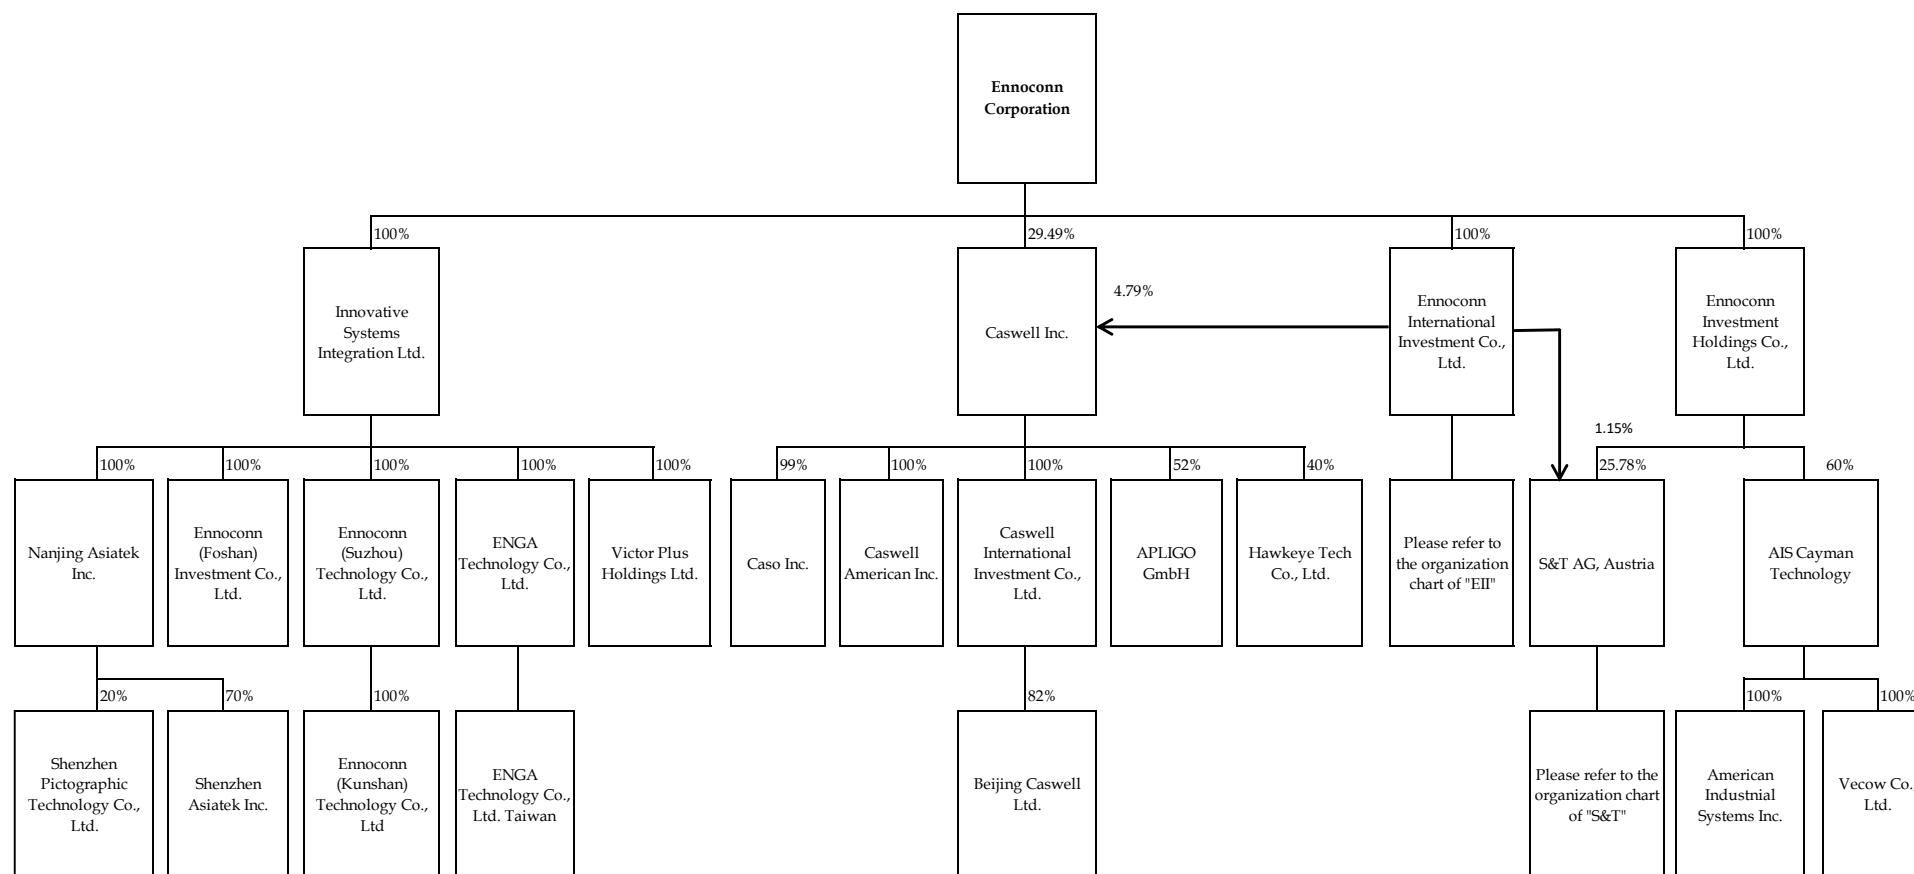 Ennoconn
Corporation
100%
29.49%
100%
100%
Innovative
Systems
Integration Ltd.
Caswell Inc.
4.79%
Ennoconn
International
Investment Co.,
Ltd.
Ennoconn
Investment
Holdings Co.,
Ltd.
1.15%
100%
100%
100%
100%
100%
99%
100%
100%
52%
40%
25.78%
60%
Nanjing Asiatek
Inc.
Ennoconn
(Foshan)
Investment Co.,
Ltd.
Ennoconn
(Suzhou)
Technology Co.,
Ltd.
ENGA
Technology Co.,
Ltd.
Victor Plus
Holdings Ltd.
Caso Inc.
Caswell
American Inc.
Caswell
International
Investment Co.,
Ltd.
APLIGO
GmbH
Hawkeye Tech
Co., Ltd.
Please refer to
the organization
chart of "EII"
S&T AG, Austria
AIS Cayman
Technology
20%
70%
100%
82%
100%
100%
Shenzhen
Pictographic
Technology Co.,
Ltd.
Shenzhen
Asiatek Inc.
Ennoconn
(Kunshan)
Technology Co.,
Ltd
ENGA
Technology Co.,
Ltd. Taiwan
Beijing Caswell
Ltd.
Please refer to the
organization chart
of "S&T"
American
Industnial
Systems Inc.
Vecow Co.,
Ltd.